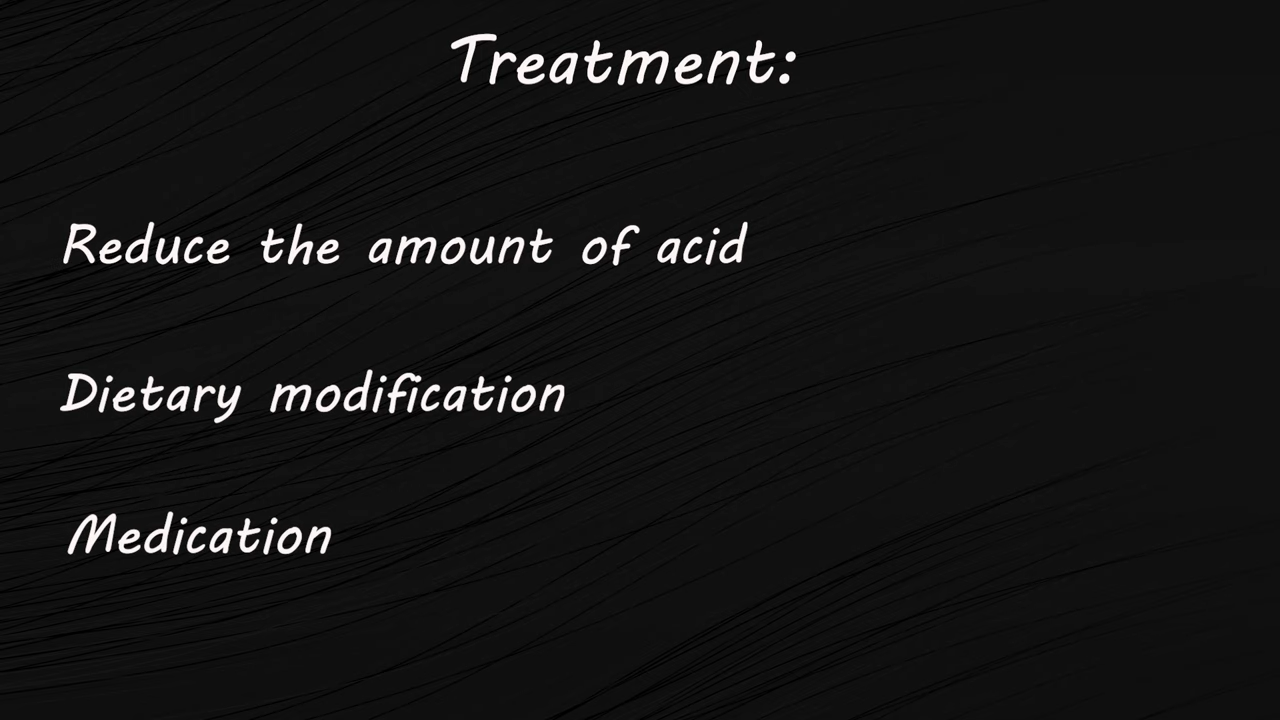 Treatment:
Reduce the amount of acid
Dietary modification
Medication